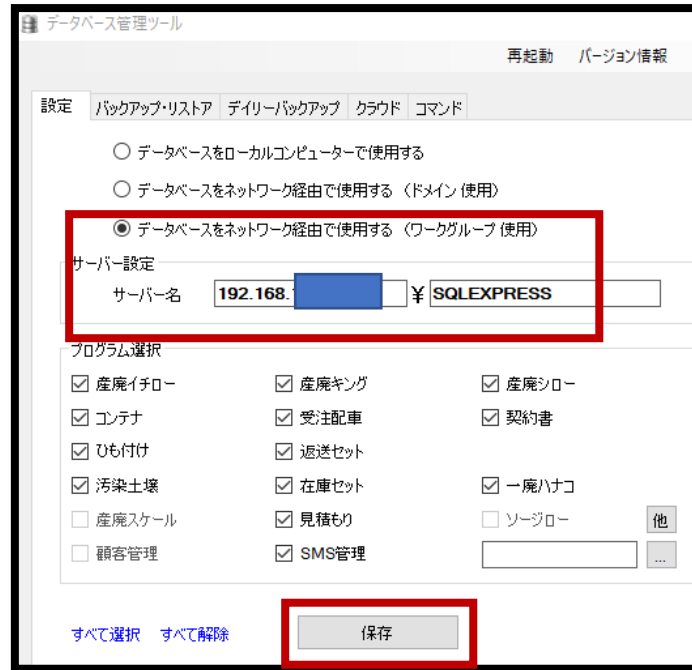 データベース管理ツール
再起動 バージョン情報
設定 バックアップ・リストア デイリーバックアップ クラウド コマンド
データベースをローカルコンピューターで使用する
データベースをネットワーク経由で使用する (ドメイン 使用)
データベースをネットワーク経由で使用する (ワークグループ 使用)
サーバー設定
サーバー名 192.168. ¥ SQLEXPRESS
プログラム選択
産廃イチロー 産廃キング 産廃シロー
コンテナ 受注配車 契約書
ひも付け 返送セット
汚染土壌 在庫セット 一廃ハナコ
産廃スケール 見積もり ソージロー 他
顧客管理 SMS管理 ...
すべて選択 すべて解除 保存